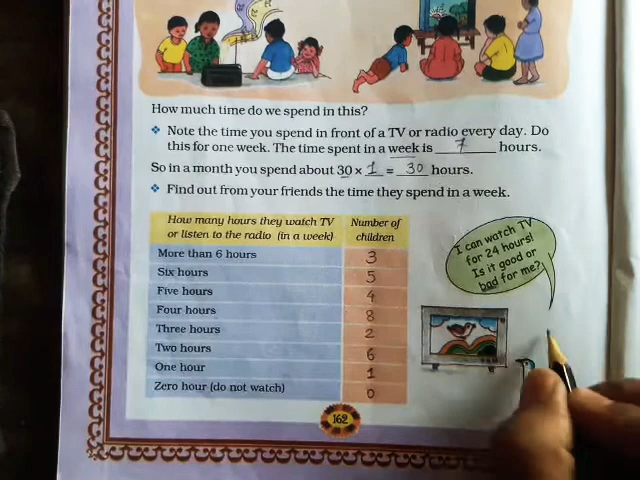 How much time do we spend in this?
❖ Note the time you spend in front of a TV or radio every day. Do
this for one week. The time spent in a week is 7 hours.
So in a month you spend about 30 × 1 = 30 hours.
❖ Find out from your friends the time they spend in a week.
How many hours they watch TV Number of
or listen to the radio (in a week) children
More than 6 hours 3
Six hours 5
Five hours 4
Four hours 8
Three hours 2
Two hours 6
One hour 1
Zero hour (do not watch) 0
I can watch TV
for 24 hours!
Is it good or
bad for me?
162